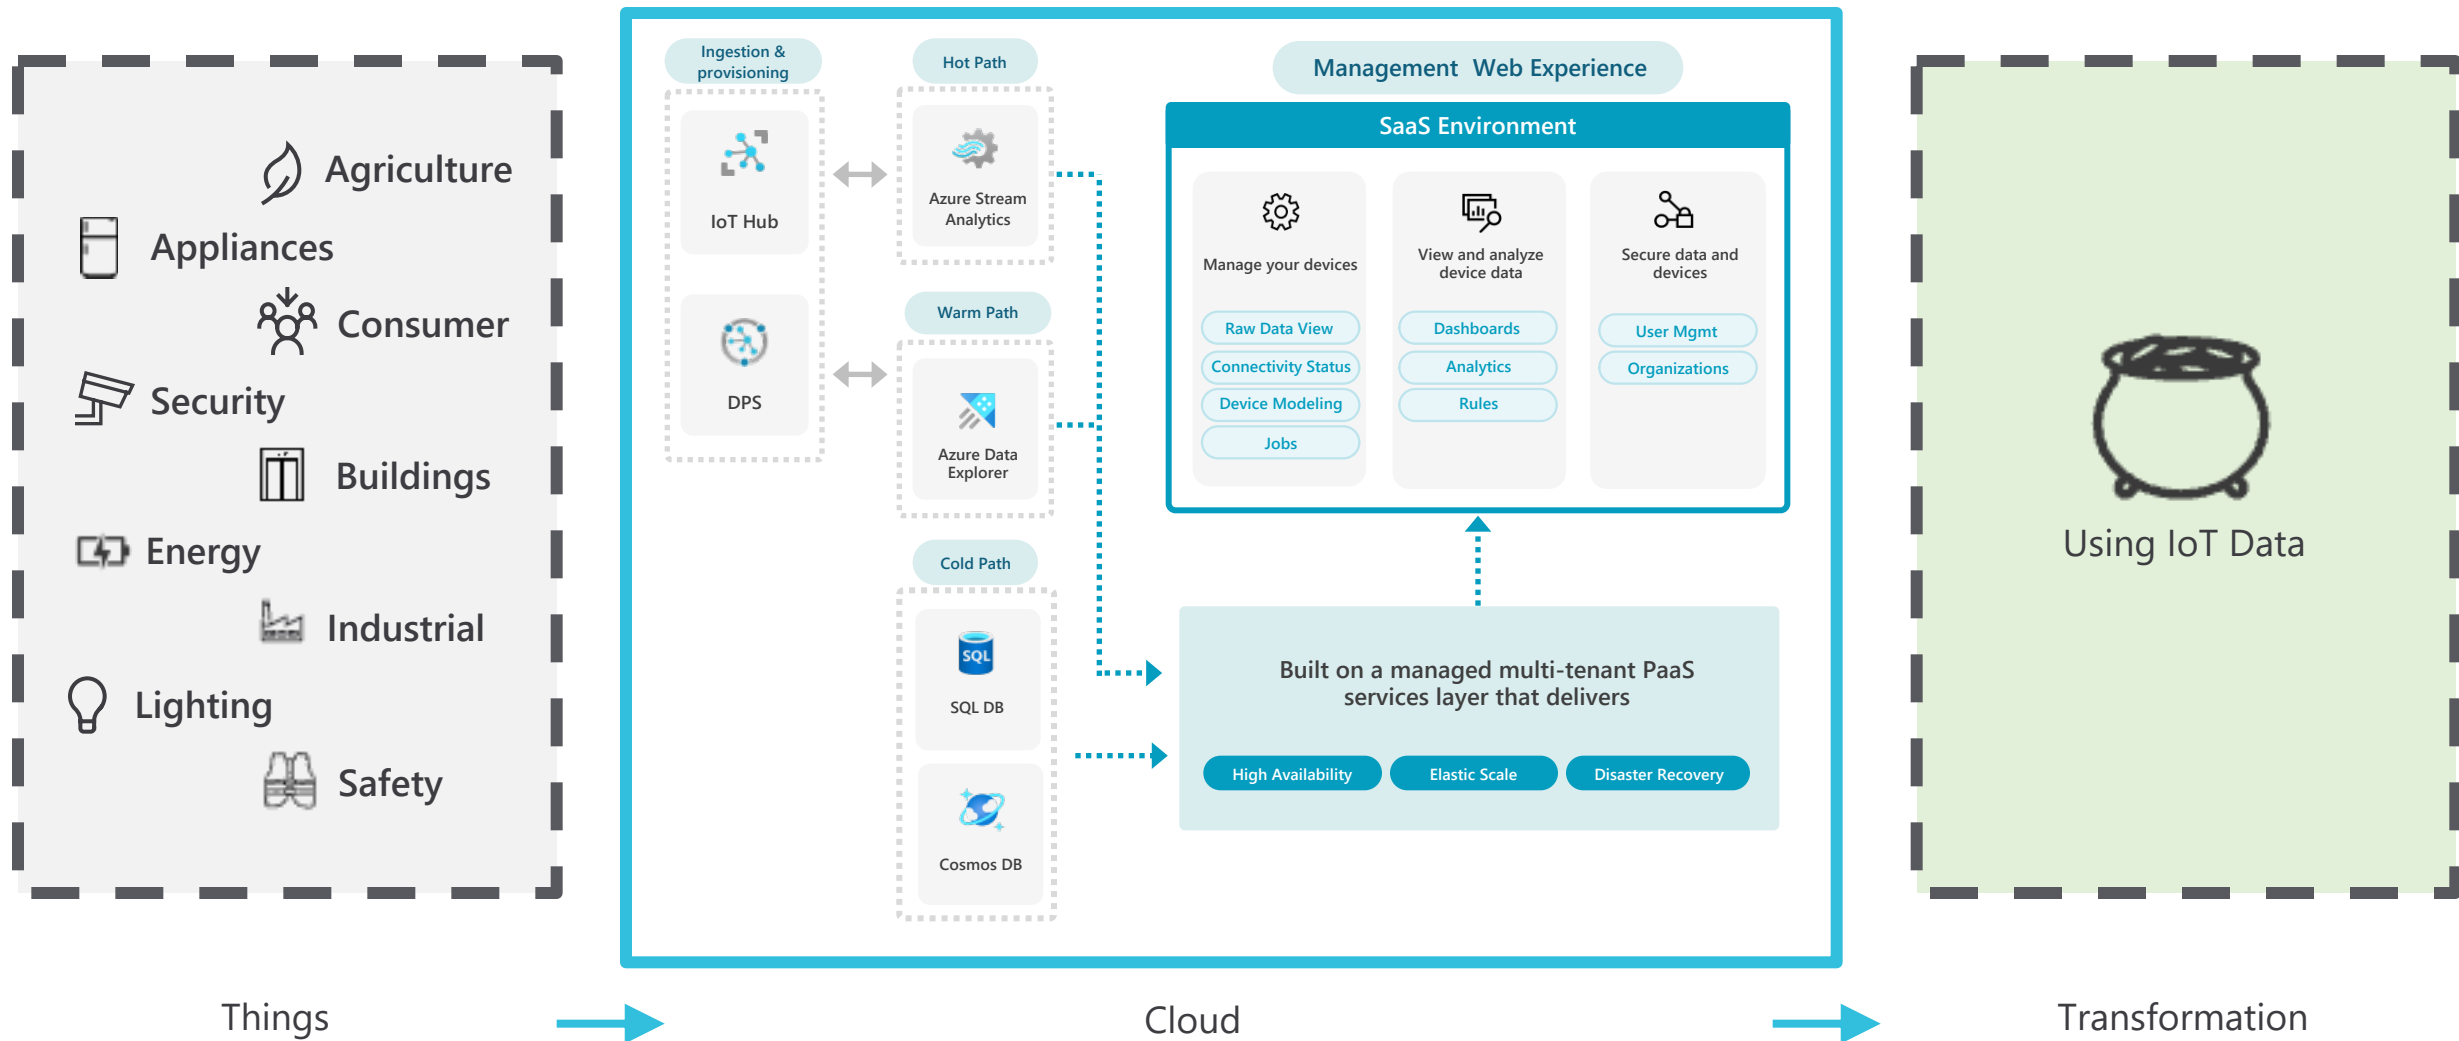 Agriculture
Appliances
Consumer
Security
Buildings
Energy
Industrial
Lighting
Safety
Things
Ingestion &
provisioning
IoT Hub
DPS
Hot Path
Azure Stream
Analytics
Warm Path
Azure Data
Explorer
Cold Path
SQL
SQL DB
Cosmos DB
Management Web Experience
SaaS Environment
Manage your devices
Raw Data View
Connectivity Status
Device Modeling
Jobs
View and analyze
device data
Dashboards
Analytics
Rules
Secure data and
devices
User Mgmt
Organizations
Built on a managed multi-tenant PaaS
services layer that delivers
High Availability
Elastic Scale
Disaster Recovery
Cloud
Using IoT Data
Transformation